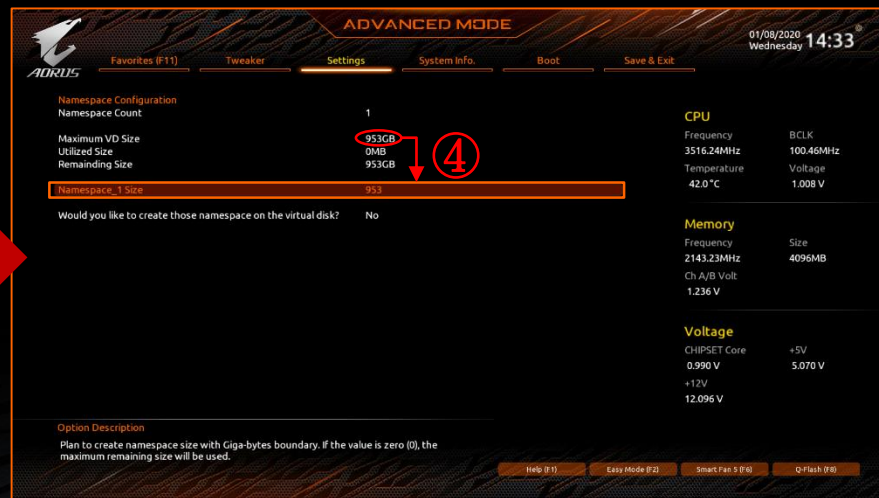 ADVANCED MODE
01/08/2020
Wednesday 14:33
AORUS
Favorites (F11) Tweaker Settings System Info. Boot Save & Exit
Namespace Configuration
Namespace Count 1
Maximum VD Size 953GB
Utilized Size 0MB
Remainding Size 953GB
④
Namespace_1 Size 953
Would you like to create those namespace on the virtual disk? No
CPU
Frequency BCLK
3516.24MHz 100.46MHz
Temperature Voltage
42.0°C 1.008 V
Memory
Frequency Size
2143.23MHz 4096MB
Ch A/B Volt
1.236 V
Voltage
CHIPSET Core +5V
0.990 V 5.070 V
+12V
12.096 V
Option Description
Plan to create namespace size with Giga-bytes boundary. If the value is zero (0), the
maximum remaining size will be used.
Help (F1) Easy Mode (F2) Smart Fan 5 (F6) Q-Flash (F8)